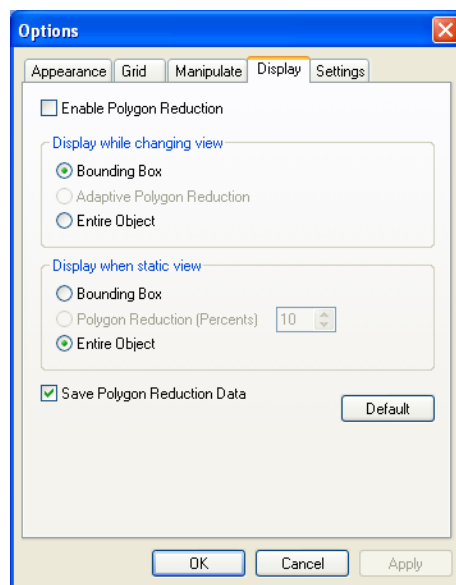 Options
Appearance Grid Manipulate Display Settings
Enable Polygon Reduction
Display while changing view
Bounding Box
Adaptive Polygon Reduction
Entire Object
Display when static view
Bounding Box
Polygon Reduction (Percents) 10
Entire Object
Save Polygon Reduction Data
Default
OK Cancel Apply